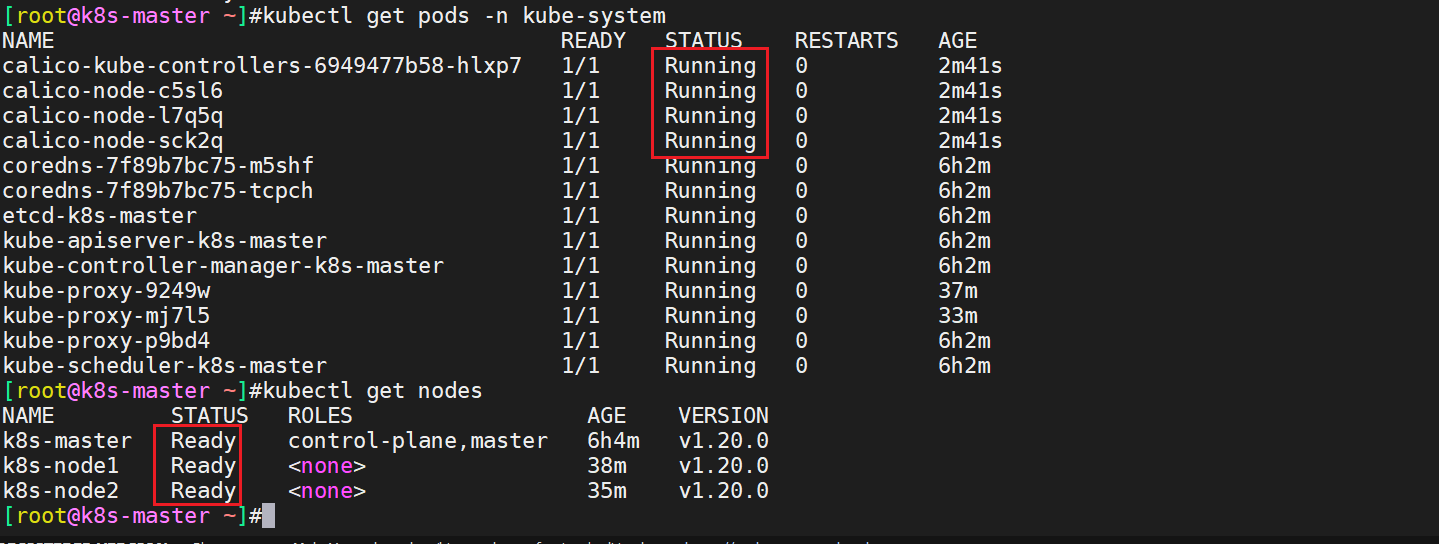 [root@k8s-master ~]#kubectl get pods -n kube-system
NAME READY STATUS RESTARTS AGE
calico-kube-controllers-6949477b58-hlxp7 1/1 Running 0 2m41s
calico-node-c5sl6 1/1 Running 0 2m41s
calico-node-l7q5q 1/1 Running 0 2m41s
calico-node-sck2q 1/1 Running 0 2m41s
coredns-7f89b7bc75-m5shf 1/1 Running 0 6h2m
coredns-7f89b7bc75-tcpch 1/1 Running 0 6h2m
etcd-k8s-master 1/1 Running 0 6h2m
kube-apiserver-k8s-master 1/1 Running 0 6h2m
kube-controller-manager-k8s-master 1/1 Running 0 6h2m
kube-proxy-9249w 1/1 Running 0 37m
kube-proxy-mj7l5 1/1 Running 0 33m
kube-proxy-p9bd4 1/1 Running 0 6h2m
kube-scheduler-k8s-master 1/1 Running 0 6h2m
[root@k8s-master ~]#kubectl get nodes
NAME STATUS ROLES AGE VERSION
k8s-master Ready control-plane,master 6h4m v1.20.0
k8s-node1 Ready <none> 38m v1.20.0
k8s-node2 Ready <none> 35m v1.20.0
[root@k8s-master ~]#